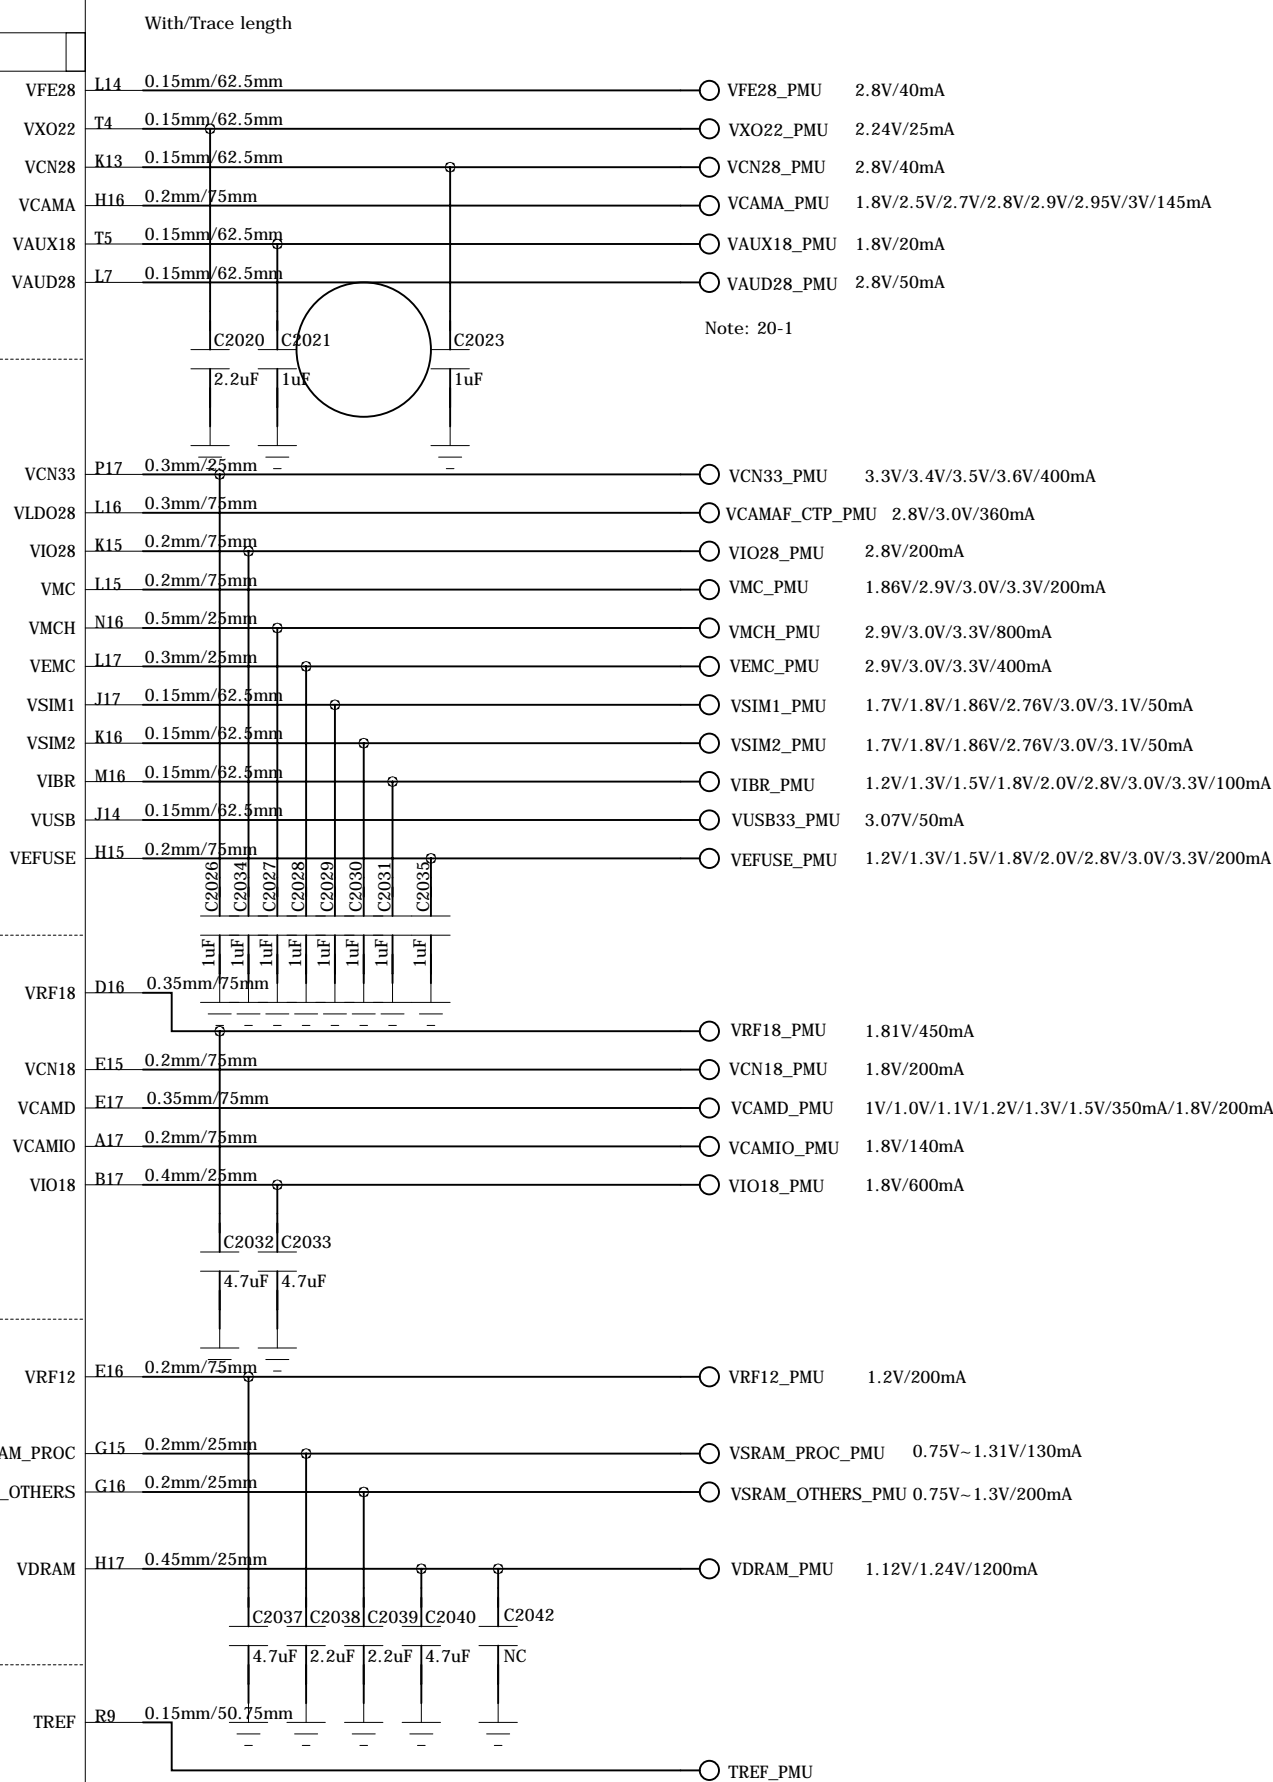 With/Trace length
VFE28 L14 0.15mm/62.5mm VFE28_PMU 2.8V/40mA
VXO22 T4 0.15mm/62.5mm VXO22_PMU 2.24V/25mA
VCN28 K13 0.15mm/62.5mm VCN28_PMU 2.8V/40mA
VCAMA H16 0.2mm/75mm VCAMA_PMU 1.8V/2.5V/2.7V/2.8V/2.9V/2.95V/3V/145mA
VAUX18 T5 0.15mm/62.5mm VAUX18_PMU 1.8V/20mA
VAUD28 L7 0.15mm/62.5mm VAUD28_PMU 2.8V/50mA
Note: 20-1
C2020 C2021 C2023
2.2uF 1uF 1uF
VCN33 P17 0.3mm/25mm VCN33_PMU 3.3V/3.4V/3.5V/3.6V/400mA
VLDO28 L16 0.3mm/75mm VCAMAF_CTP_PMU 2.8V/3.0V/360mA
VIO28 K15 0.2mm/75mm VIO28_PMU 2.8V/200mA
VMC L15 0.2mm/75mm VMC_PMU 1.86V/2.9V/3.0V/3.3V/200mA
VMCH N16 0.5mm/25mm VMCH_PMU 2.9V/3.0V/3.3V/800mA
VEMC L17 0.3mm/25mm VEMC_PMU 2.9V/3.0V/3.3V/400mA
VSIM1 J17 0.15mm/62.5mm VSIM1_PMU 1.7V/1.8V/1.86V/2.76V/3.0V/3.1V/50mA
VSIM2 K16 0.15mm/62.5mm VSIM2_PMU 1.7V/1.8V/1.86V/2.76V/3.0V/3.1V/50mA
VIBR M16 0.15mm/62.5mm VIBR_PMU 1.2V/1.3V/1.5V/1.8V/2.0V/2.8V/3.0V/3.3V/100mA
VUSB J14 0.15mm/62.5mm VUSB33_PMU 3.07V/50mA
VEFUSE H15 0.2mm/75mm VEFUSE_PMU 1.2V/1.3V/1.5V/1.8V/2.0V/2.8V/3.0V/3.3V/200mA
C2026 C2034 C2027 C2028 C2029 C2030 C2031 C2035
1uF 1uF 1uF 1uF 1uF 1uF 1uF 1uF
VRF18 D16 0.35mm/75mm
VRF18_PMU 1.81V/450mA
VCN18 E15 0.2mm/75mm VCN18_PMU 1.8V/200mA
VCAMD E17 0.35mm/75mm VCAMD_PMU 1V/1.0V/1.1V/1.2V/1.3V/1.5V/350mA/1.8V/200mA
VCAMIO A17 0.2mm/75mm VCAMIO_PMU 1.8V/140mA
VIO18 B17 0.4mm/25mm VIO18_PMU 1.8V/600mA
C2032 C2033
4.7uF 4.7uF
VRF12 E16 0.2mm/75mm VRF12_PMU 1.2V/200mA
AM_PROC G15 0.2mm/25mm VSRAM_PROC_PMU 0.75V~1.31V/130mA
_OTHERS G16 0.2mm/25mm VSRAM_OTHERS_PMU 0.75V~1.3V/200mA
VDRAM H17 0.45mm/25mm VDRAM_PMU 1.12V/1.24V/1200mA
C2037 C2038 C2039 C2040 C2042
4.7uF 2.2uF 2.2uF 4.7uF NC
TREF R9 0.15mm/50.75mm
TREF_PMU